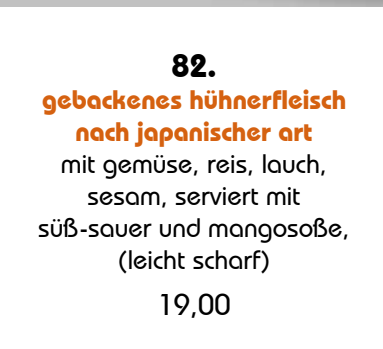 82.
gebackenes hühnerfleisch
nach japanischer art
mit gemüse, reis, lauch,
sesam, serviert mit
süß-sauer und mangosoße,
(leicht scharf)
19,00